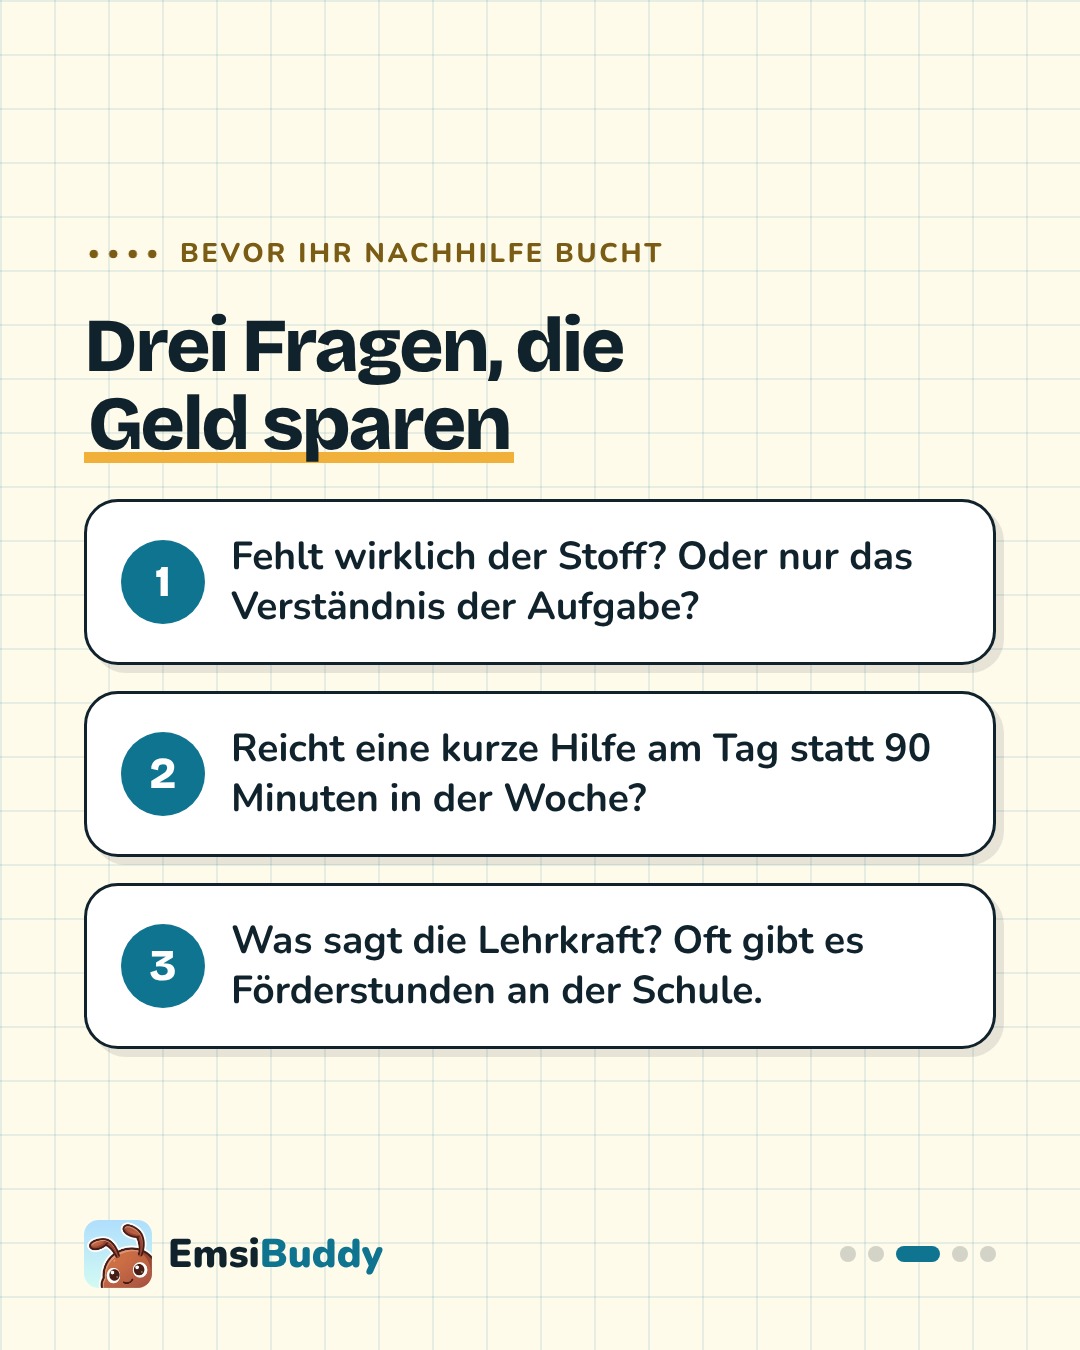 BEVOR IHR NACHHILFE BUCHT
Drei Fragen, die
Geld sparen
1
Fehlt wirklich der Stoff? Oder nur das
Verständnis der Aufgabe?
2
Reicht eine kurze Hilfe am Tag statt 90
Minuten in der Woche?
3
Was sagt die Lehrkraft? Oft gibt es
Förderstunden an der Schule.
EmsiBuddy